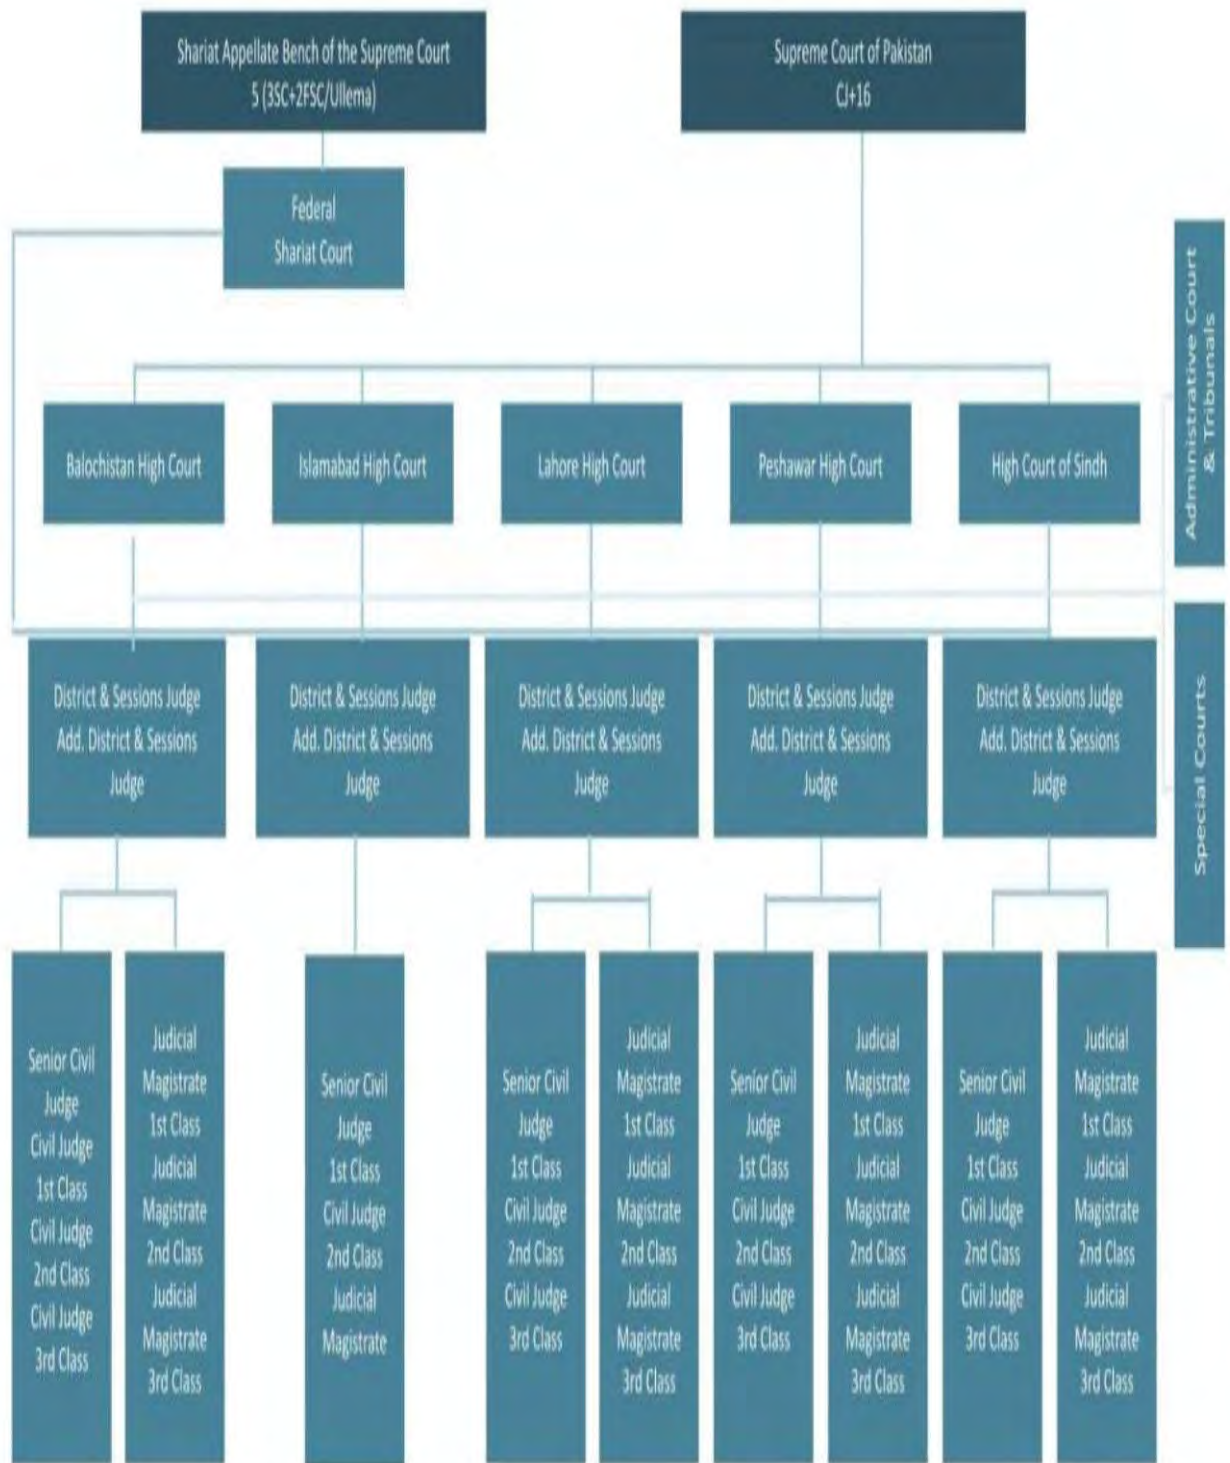 Shariat Appellate Bench of the Supreme Court
5 (3SC+2FSC/Ullema)
Supreme Court of Pakistan
CJ+16
Federal
Shariat Court
Administrative Court
& Tribunals
Balochistan High Court
Islamabad High Court
Lahore High Court
Peshawar High Court
High Court of Sindh
Special Courts
District & Sessions Judge
Add. District & Sessions
Judge
District & Sessions Judge
Add. District & Sessions
Judge
District & Sessions Judge
Add. District & Sessions
Judge
District & Sessions Judge
Add. District & Sessions
Judge
District & Sessions Judge
Add. District & Sessions
Judge
Senior Civil
Judge
Civil Judge
1st Class
Civil Judge
2nd Class
Civil Judge
3rd Class
Judicial
Magistrate
1st Class
Judicial
Magistrate
2nd Class
Judicial
Magistrate
3rd Class
Senior Civil
Judge
1st Class
Civil Judge
2nd Class
Judicial
Magistrate
Senior Civil
Judge
1st Class
Civil Judge
2nd Class
Civil Judge
3rd Class
Judicial
Magistrate
1st Class
Judicial
Magistrate
2nd Class
Judicial
Magistrate
3rd Class
Senior Civil
Judge
1st Class
Civil Judge
2nd Class
Civil Judge
3rd Class
Judicial
Magistrate
1st Class
Judicial
Magistrate
2nd Class
Judicial
Magistrate
3rd Class
Senior Civil
Judge
1st Class
Civil Judge
2nd Class
Civil Judge
3rd Class
Judicial
Magistrate
1st Class
Judicial
Magistrate
2nd Class
Judicial
Magistrate
3rd Class